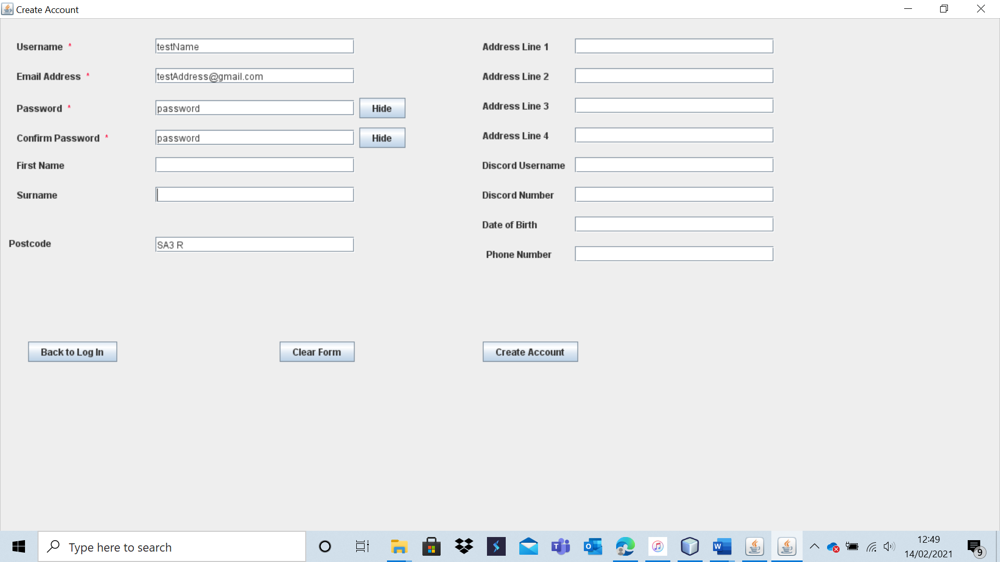 Create Account
Username *
testName
Email Address *
testAddress@gmail.com
Password *
password
Hide
Confirm Password *
password
Hide
First Name
Surname
Postcode
SA3 R
Address Line 1
Address Line 2
Address Line 3
Address Line 4
Discord Username
Discord Number
Date of Birth
Phone Number
Back to Log In
Clear Form
Create Account
Type here to search
12:49
14/02/2021
9